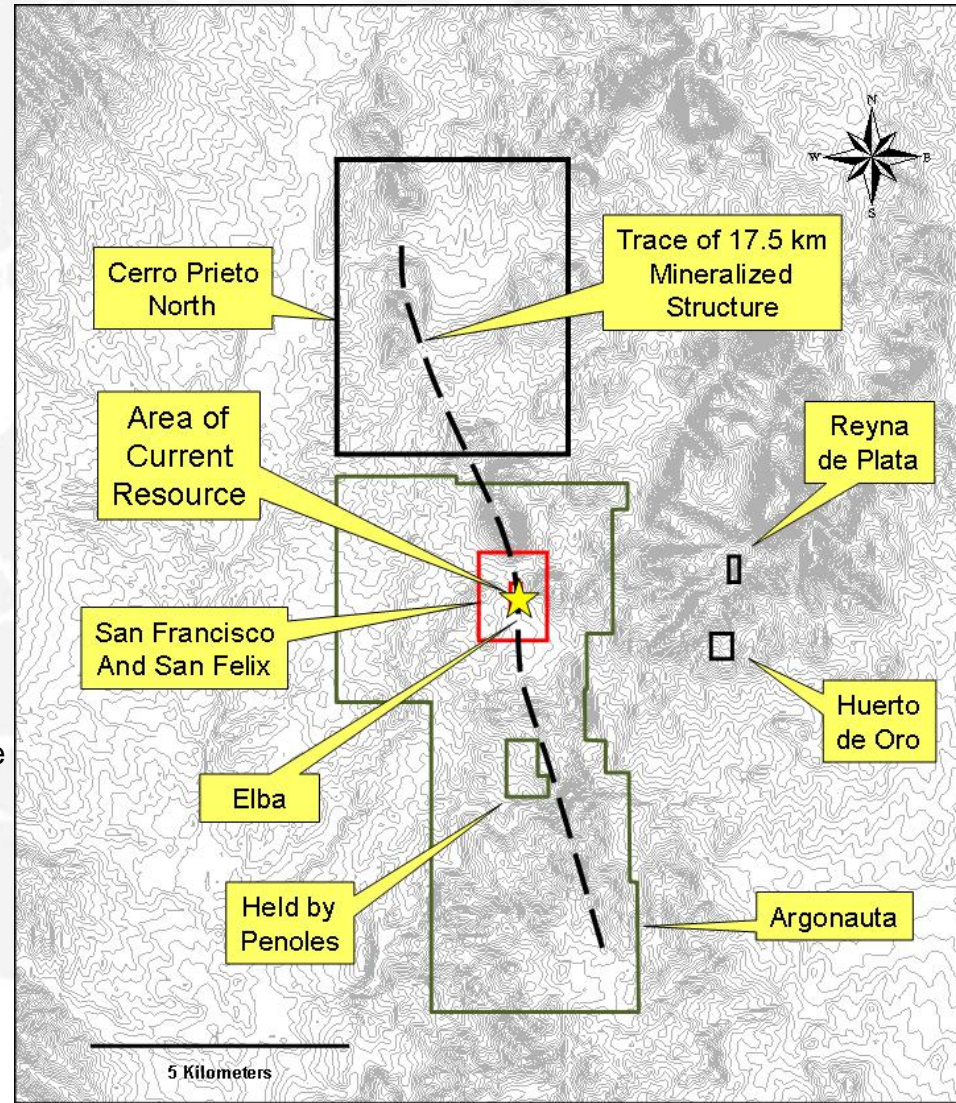 N
W
E
S
Trace of 17.5 km
Mineralized
Structure
Cerro Prieto
North
Area of
Current
Resource
Reyna
de Plata
San Francisco
And San Felix
Huerto
de Oro
e
Elba
Held by
Penoles
Argonauta
5 Kilometers